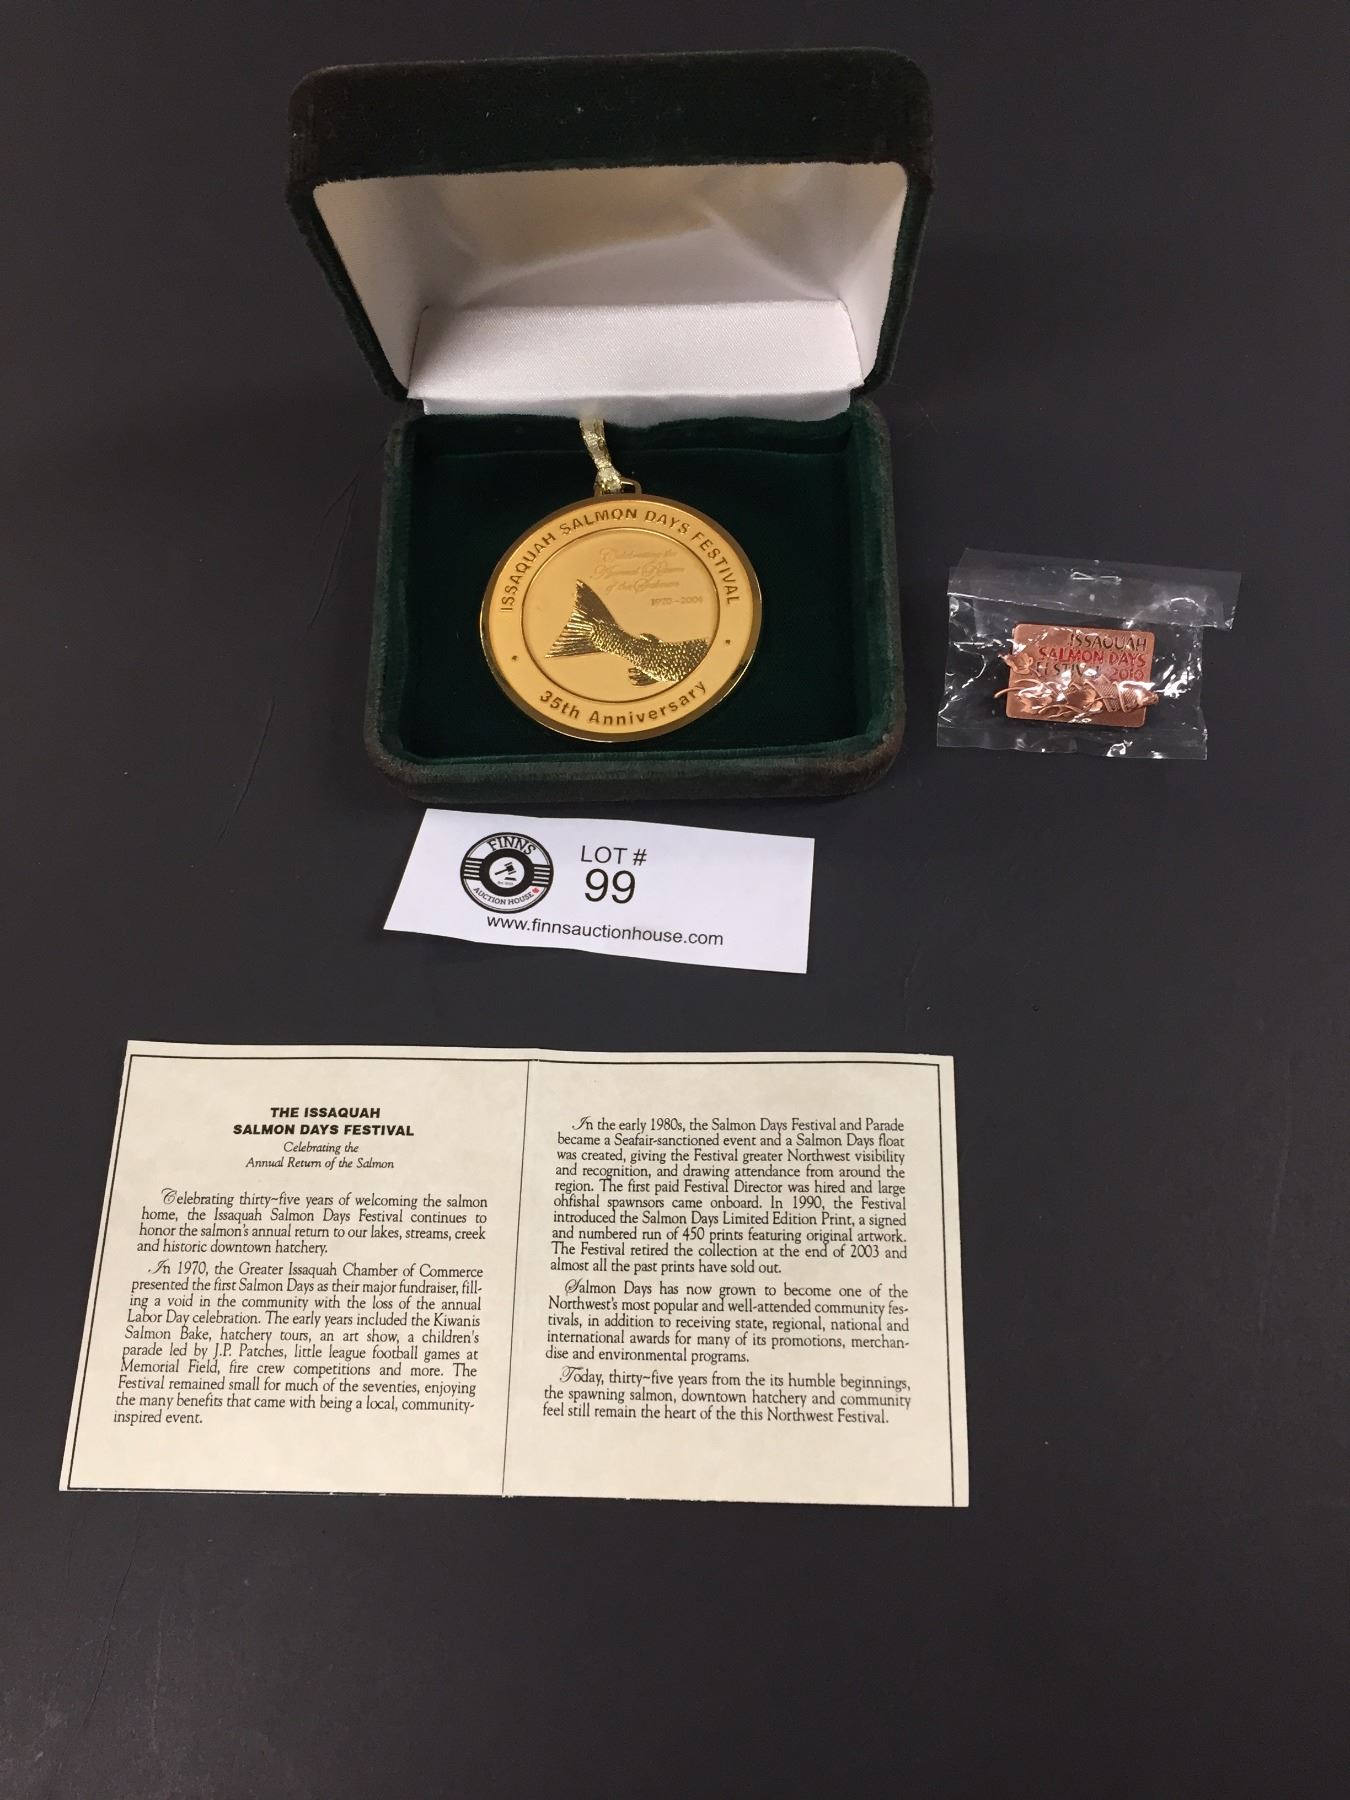 ISSAQUAH SALMON DAYS FESTIVAL
Celebrating the
Annual Return
of the Salmon
1970-2004
35th Anniversary
ISSAQUAH
SALMON DAYS
FESTIVAL 2010
FINNS
AUCTION HOUSE
LOT #
99
www.finnsauctionhouse.com
THE ISSAQUAH
SALMON DAYS FESTIVAL
Celebrating the
Annual Return of the Salmon
Celebrating thirty~five years of welcoming the salmon
home, the Issaquah Salmon Days Festival continues to
honor the salmon's annual return to our lakes, streams, creek
and historic downtown hatchery.
In 1970, the Greater Issaquah Chamber of Commerce
presented the first Salmon Days as their major fundraiser, fill-
ing a void in the community with the loss of the annual
Labor Day celebration. The early years included the Kiwanis
Salmon Bake, hatchery tours, an art show, a children's
parade led by J.P. Patches, little league football games at
Memorial Field, fire crew competitions and more. The
Festival remained small for much of the seventies, enjoying
the many benefits that came with being a local, community-
inspired event.
In the early 1980s, the Salmon Days Festival and Parade
became a Seafair-sanctioned event and a Salmon Days float
was created, giving the Festival greater Northwest visibility
and recognition, and drawing attendance from around the
region. The first paid Festival Director was hired and large
ohfishal spawnsors came onboard. In 1990, the Festival
introduced the Salmon Days Limited Edition Print, a signed
and numbered run of 450 prints featuring original artwork.
The Festival retired the collection at the end of 2003 and
almost all the past prints have sold out.
Salmon Days has now grown to become one of the
Northwest's most popular and well-attended community fes-
tivals, in addition to receiving state, regional, national and
international awards for many of its promotions, merchan-
dise and environmental programs.
Today, thirty~five years from the its humble beginnings,
the spawning salmon, downtown hatchery and community
feel still remain the heart of the this Northwest Festival.